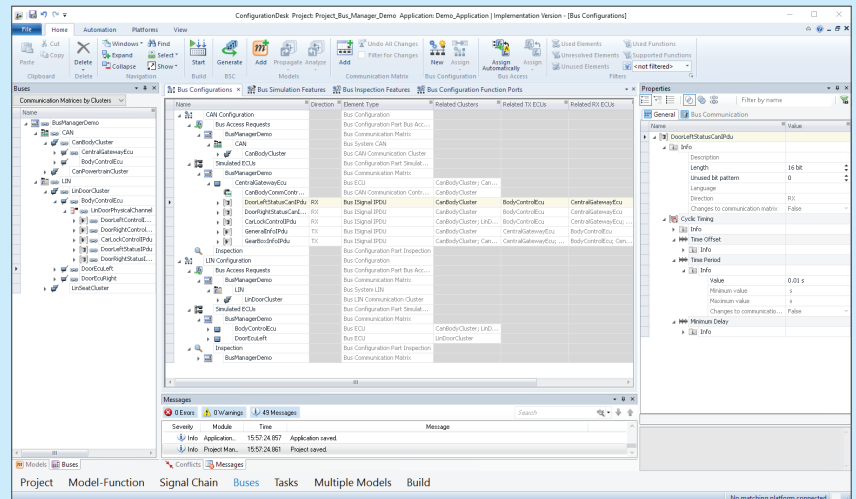 ConfigurationDesk Project: Project_Bus_Manager_Demo Application: Demo_Application | Implementation Version - [Bus Configurations]
File Home Automation Platforms View
Paste Cut Copy Delete Windows Expand Collapse Find Select Show Start Generate Add Propagate Analyze Add Undo All Changes Filter for Changes New Assign Assign Automatically Assign Used Elements Unresolved Elements Unused Elements Used Functions Supported Functions <not filtered>
Clipboard Delete Navigation Build BSC Models Communication Matrix Bus Configuration Bus Access Filters
Buses
Communication Matrices by Clusters
Name
BusManagerDemo
CAN
CanBodyCluster
CentralGatewayEcu
BodyControlEcu
CanPowertrainCluster
LIN
LinDoorCluster
BodyControlEcu
LinDoorPhysicalChannel
DoorLeftControlI...
DoorRightControl...
CarLockControlIPdu
DoorLeftStatusIPdu
DoorRightStatusI...
DoorEcuLeft
DoorEcuRight
LinSeatCluster
Models Buses
Bus Configurations Bus Simulation Features Bus Inspection Features Bus Configuration Function Ports
Name Direction Element Type Related Clusters Related TX ECUs Related RX ECUs
CAN Configuration Bus Configuration
Bus Access Requests Bus Configuration Part Bus Acc...
BusManagerDemo Bus Communication Matrix
CAN Bus System CAN
CanBodyCluster Bus CAN Communication Cluster
Simulated ECUs Bus Configuration Part Simulat...
BusManagerDemo Bus Communication Matrix
CentralGatewayEcu Bus ECU CanBodyCluster; Can...
CanBodyCommContr... Bus CAN Communication Contr... CanBodyCluster
DoorLeftStatusCanIPdu RX Bus ISignal IPDU CanBodyCluster BodyControlEcu CentralGatewayEcu
DoorRightStatusCanI... RX Bus ISignal IPDU CanBodyCluster BodyControlEcu CentralGatewayEcu
CarLockControlIPdu RX Bus ISignal IPDU CanBodyCluster; LinD... BodyControlEcu CentralGatewayEcu; ...
GeneralInfoIPdu TX Bus ISignal IPDU CanBodyCluster CentralGatewayEcu; ... BodyControlEcu
GearBoxInfoIPdu TX Bus ISignal IPDU CanBodyCluster; Can... CentralGatewayEcu BodyControlEcu; Cen...
Inspection Bus Configuration Part Inspection
LIN Configuration Bus Configuration
Bus Access Requests Bus Configuration Part Bus Acc...
BusManagerDemo Bus Communication Matrix
LIN Bus System LIN
LinDoorCluster Bus LIN Communication Cluster
Simulated ECUs Bus Configuration Part Simulat...
BusManagerDemo Bus Communication Matrix
BodyControlEcu Bus ECU CanBodyCluster; LinD...
DoorEcuLeft Bus ECU LinDoorCluster
Inspection Bus Configuration Part Inspection
BusManagerDemo Bus Communication Matrix
Messages
0 Errors 0 Warnings 49 Messages Search
Severity Module Time Message
Info Application... 15:57:24.857 Application saved.
Info Project Man... 15:57:24.861 Project saved.
Conflicts Messages
Properties
Filter by name
General Bus Communication
Name Value
DoorLeftStatusCanIPdu
Info
Description
Length 16 bit
Unused bit pattern 0
Language
Direction RX
Changes to communication matrix False
Cyclic Timing
Info
Time Offset
Info
Time Period
Info
Value 0.01 s
Minimum value s
Maximum value s
Changes to communicatio... False
Minimum Delay
Info
Project Model-Function Signal Chain Buses Tasks Multiple Models Build
No matching platform connected